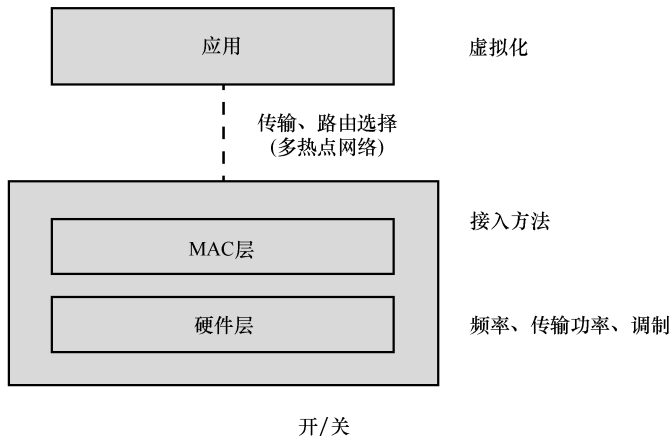 应用
虚拟化
传输、路由选择
(多热点网络)
接入方法
MAC层
硬件层
频率、传输功率、调制
开/关